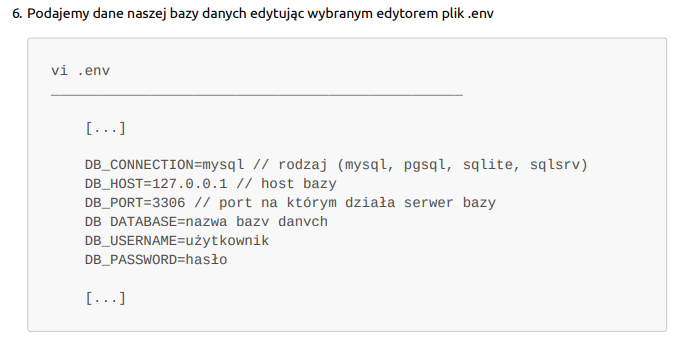 6. Podajemy dane naszej bazy danych edytując wybranym edytorem plik .env
vi .env
[...]
DB_CONNECTION=mysql // rodzaj (mysql, pgsql, sqlite, sqlsrv)
DB_HOST=127.0.0.1 // host bazy
DB_PORT=3306 // port na którym działa serwer bazy
DB_DATABASE=nazwa bazy danych
DB_USERNAME=użytkownik
DB_PASSWORD=hasło
[...]